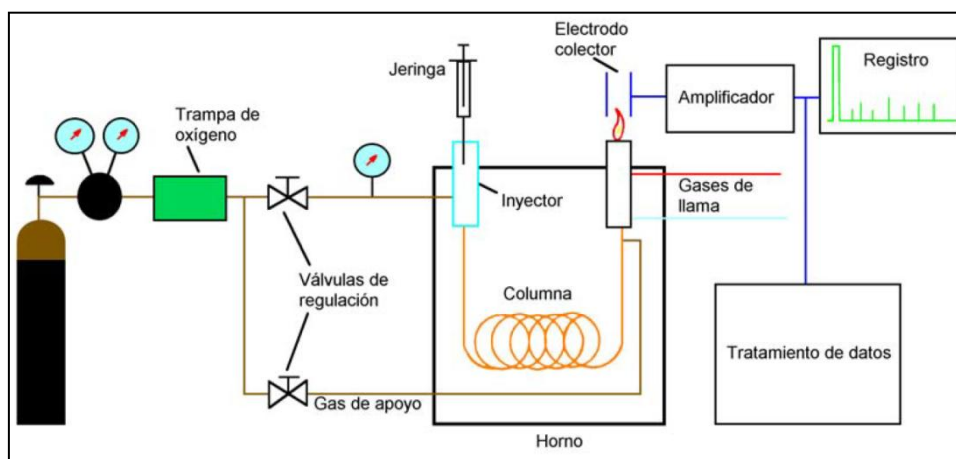 Electrodo
colector
Jeringa
Registro
Amplificador
Trampa de
oxígeno
Inyector
Gases de
llama
Válvulas de
regulación
Columna
Tratamiento de datos
Gas de apoyo
Horno